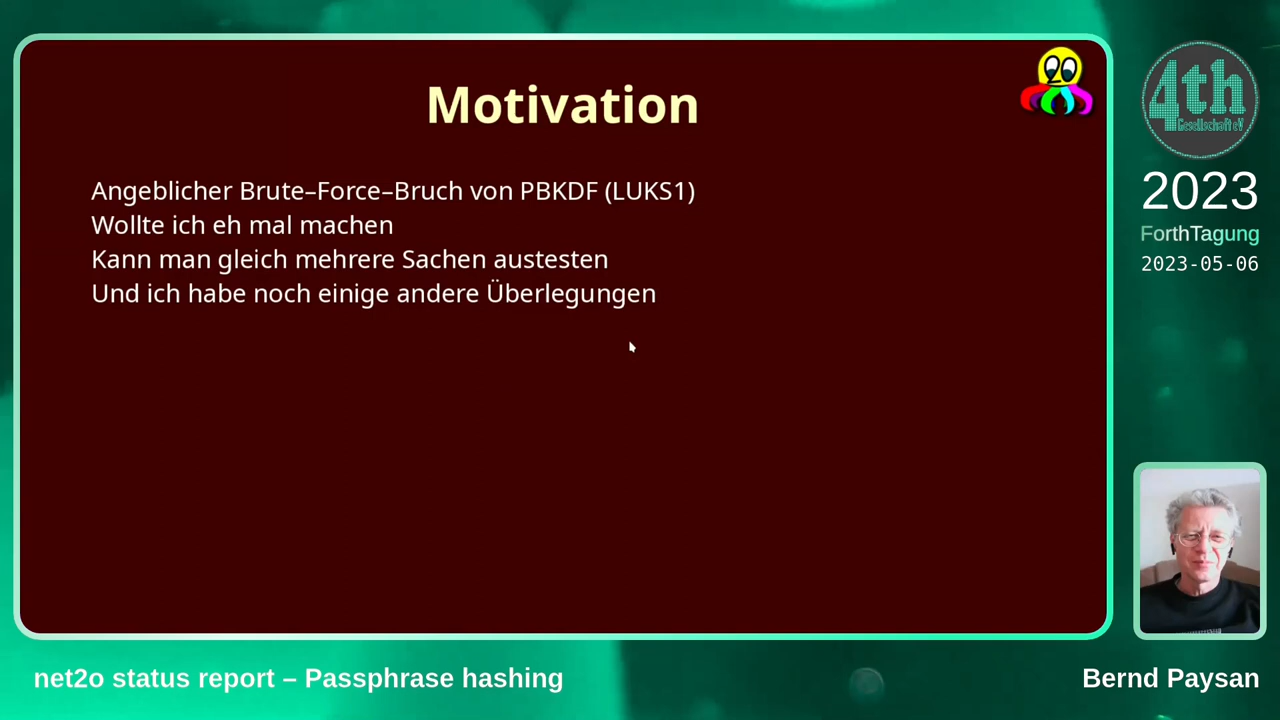 Motivation
Angeblicher Brute–Force–Bruch von PBKDF (LUKS1)
Wollte ich eh mal machen
Kann man gleich mehrere Sachen austesten
Und ich habe noch einige andere Überlegungen
4th
Gesellschaft eV
2023
ForthTagung
2023-05-06
net2o status report – Passphrase hashing
Bernd Paysan